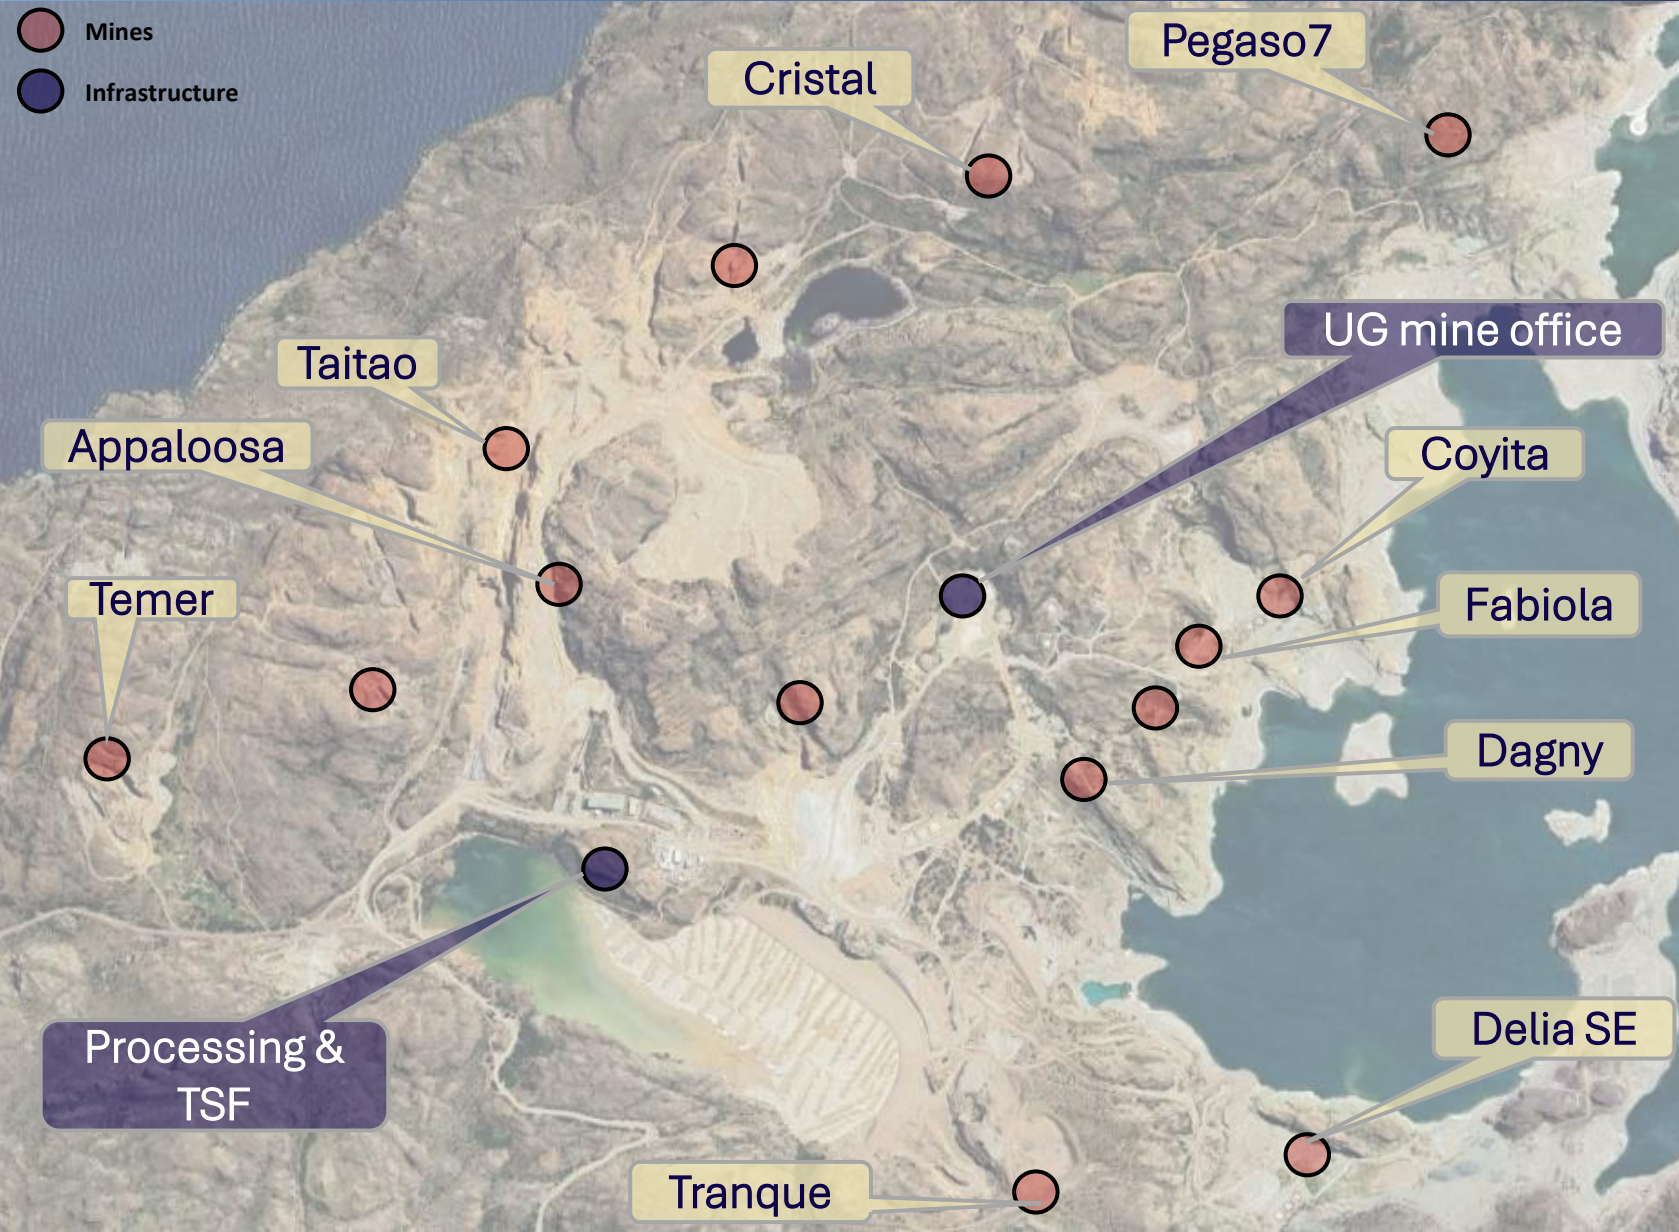 Mines
Infrastructure
Pegaso7
Cristal
UG mine office
Taitao
Appaloosa
Coyita
Temer
Fabiola
Dagny
Processing &
TSF
Delia SE
Tranque